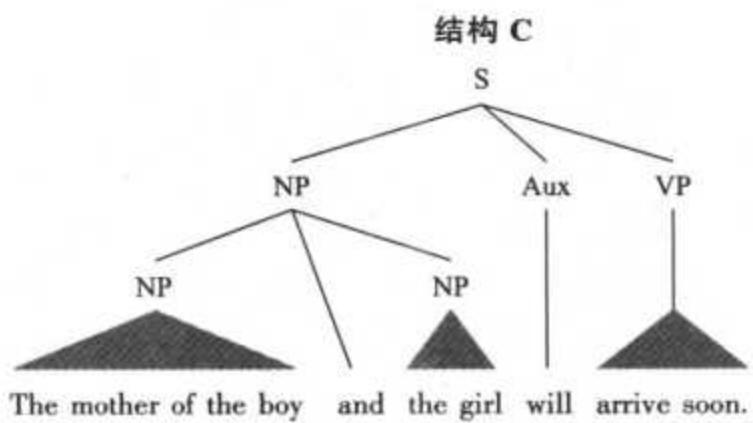 结构 C
S
NP Aux VP
NP NP
The mother of the boy and the girl will arrive soon.